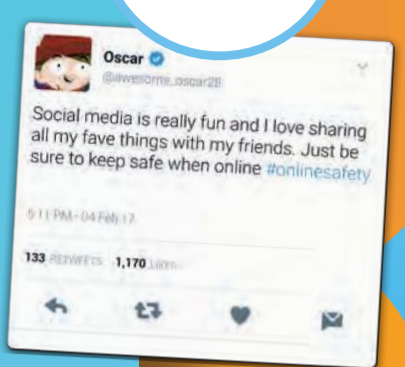 Oscar
@awesome_oscar28
Social media is really fun and I love sharing
all my fave things with my friends. Just be
sure to keep safe when online #onlinesafety
5:11 PM - 04 Feb 17
133 RETWEETS 1,170 LIKES